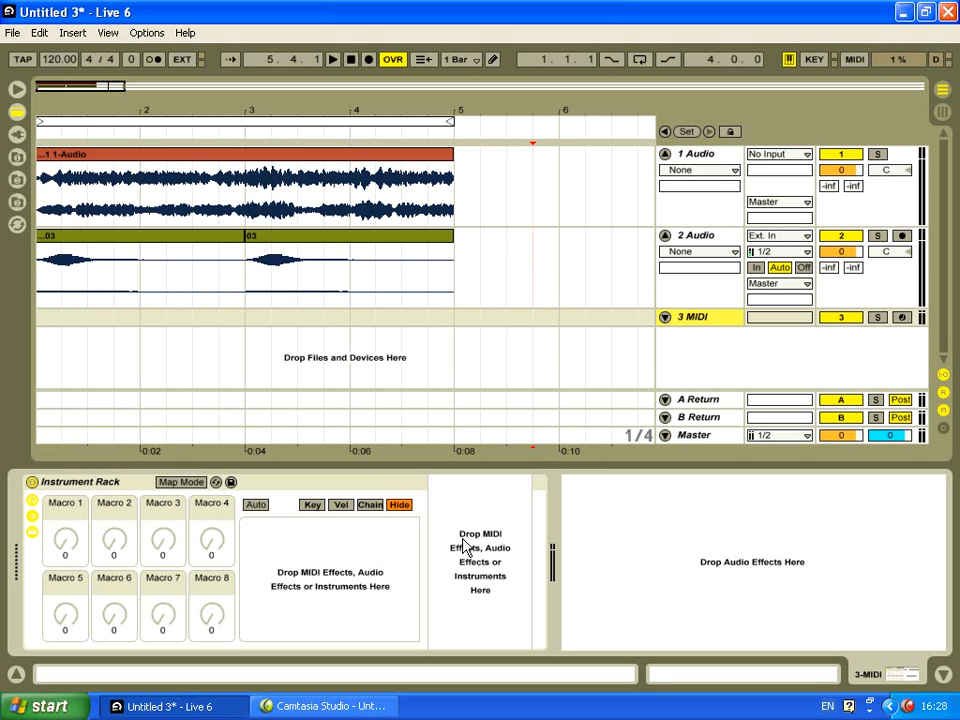 Untitled 3* - Live 6
File Edit Insert View Options Help
TAP 120.00 4 / 4 0 EXT 5. 4. 1 OVR 1 Bar 1. 1. 1 4. 0. 0 KEY MIDI 1 % D
2 3 4 5 6
Set
...1 1-Audio
1 Audio No Input 1 S
None 0 C
-inf -inf
Master
...03 03
2 Audio Ext. In 2 S
None 1/2 0 C
In Auto Off -inf -inf
Master
3 MIDI 3 S
Drop Files and Devices Here
A Return A S Post
B Return B S Post
1/4 Master 1/2 0 0
0:02 0:04 0:06 0:08 0:10
Instrument Rack Map Mode
Macro 1 Macro 2 Macro 3 Macro 4
0 0 0 0
Macro 5 Macro 6 Macro 7 Macro 8
0 0 0 0
Auto Key Vel Chain Hide
Drop MIDI Effects, Audio
Effects or Instruments Here
Drop MIDI
Effects, Audio
Effects or
Instruments
Here
Drop Audio Effects Here
3-MIDI
start Untitled 3* - Live 6 Camtasia Studio - Unt... EN 16:28